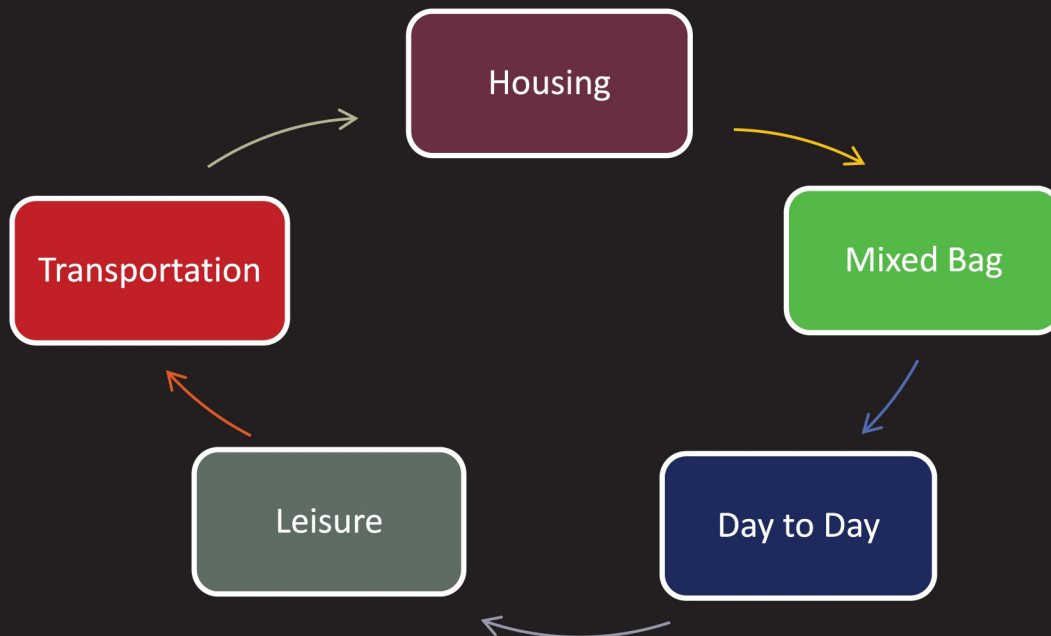 Housing
Mixed Bag
Day to Day
Leisure
Transportation